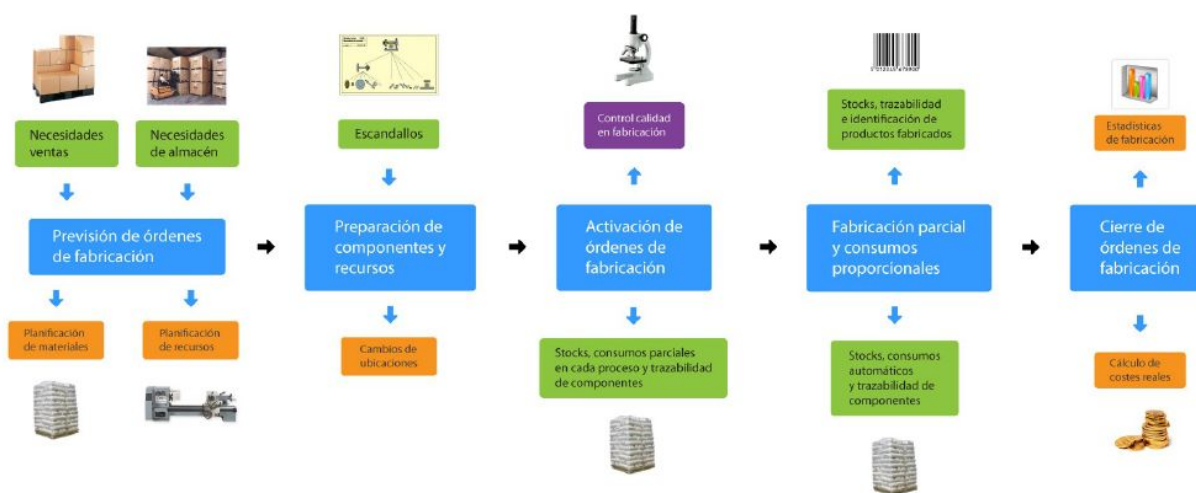 Necesidades
ventas
Necesidades
de almacén
Escandallos
Control calidad
en fabricación
Stocks, trazabilidad
e identificación de
productos fabricados
Estadísticas
de fabricación
Previsión de órdenes
de fabricación
Preparación de
componentes y
recursos
Activación de
órdenes de
fabricación
Fabricación parcial
y consumos
proporcionales
Cierre de
órdenes de
fabricación
Planificación
de materiales
Planificación
de recursos
Cambios de
ubicaciones
Stocks, consumos parciales
en cada proceso y trazabilidad
de componentes
Stocks, consumos
automáticos
y trazabilidad de
componentes
Cálculo de
costes reales